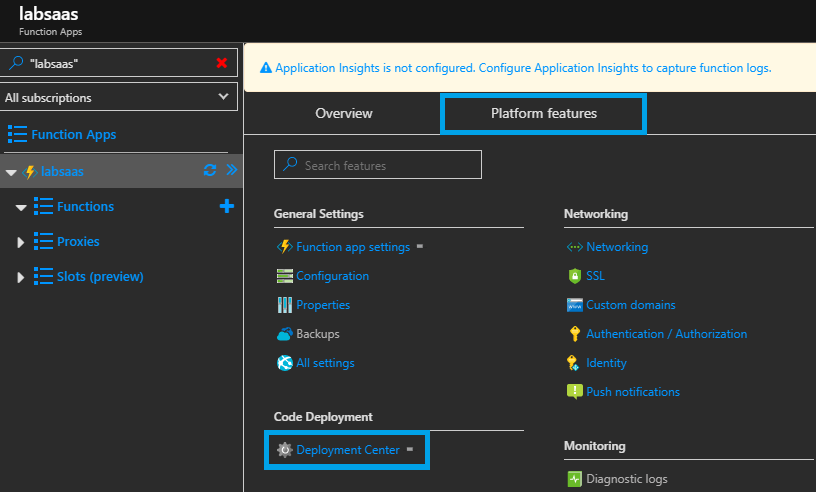 labsaas
Function Apps
"labsaas"
All subscriptions
Function Apps
labsaas
Functions
Proxies
Slots (preview)
Application Insights is not configured. Configure Application Insights to capture function logs.
Overview
Platform features
Search features
General Settings
Function app settings
Configuration
Properties
Backups
All settings
Code Deployment
Deployment Center
Networking
Networking
SSL
www
Custom domains
Authentication / Authorization
Identity
Push notifications
Monitoring
Diagnostic logs